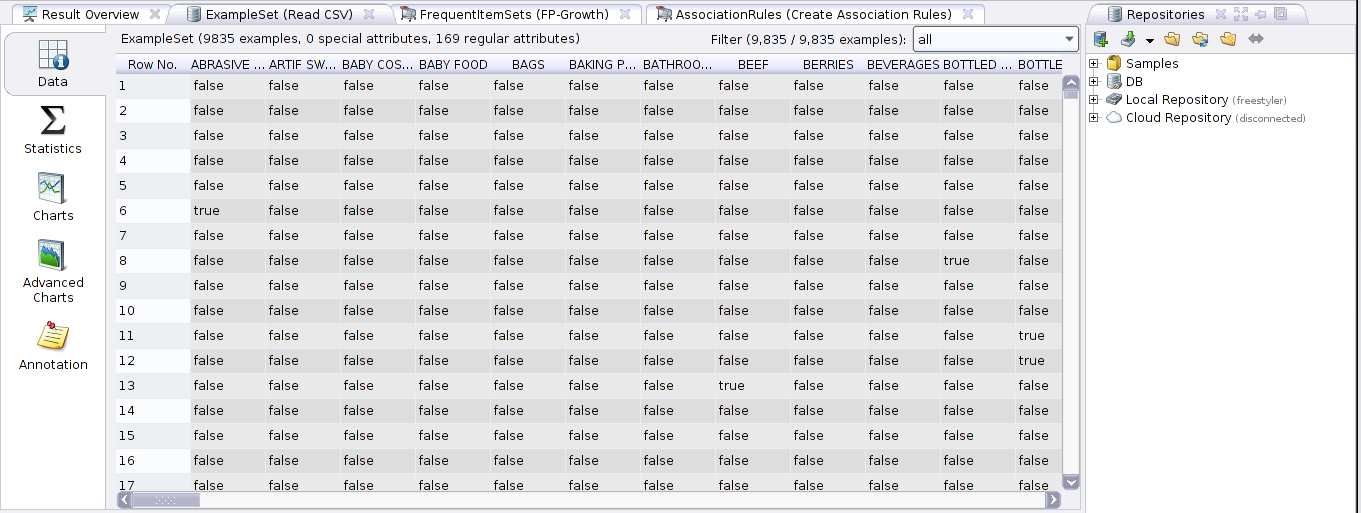 Result Overview ExampleSet (Read CSV) FrequentItemSets (FP-Growth) AssociationRules (Create Association Rules) Repositories
ExampleSet (9835 examples, 0 special attributes, 169 regular attributes) Filter (9,835 / 9,835 examples): all
Row No. ABRASIVE ... ARTIF SW... BABY COS... BABY FOOD BAGS BAKING P... BATHROO... BEEF BERRIES BEVERAGES BOTTLED ... BOTTLE
1 false false false false false false false false false false false false
2 false false false false false false false false false false false false
3 false false false false false false false false false false false false
4 false false false false false false false false false false false false
5 false false false false false false false false false false false false
6 true false false false false false false false false false false false
7 false false false false false false false false false false false false
8 false false false false false false false false false false true false
9 false false false false false false false false false false false false
10 false false false false false false false false false false false false
11 false false false false false false false false false false false true
12 false false false false false false false false false false false true
13 false false false false false false false true false false false false
14 false false false false false false false false false false false false
15 false false false false false false false false false false false false
16 false false false false false false false false false false false false
17 false false false false false false false false false false false false
Data
Statistics
Charts
Advanced
Charts
Annotation
Samples
DB
Local Repository (freestyler)
Cloud Repository (disconnected)